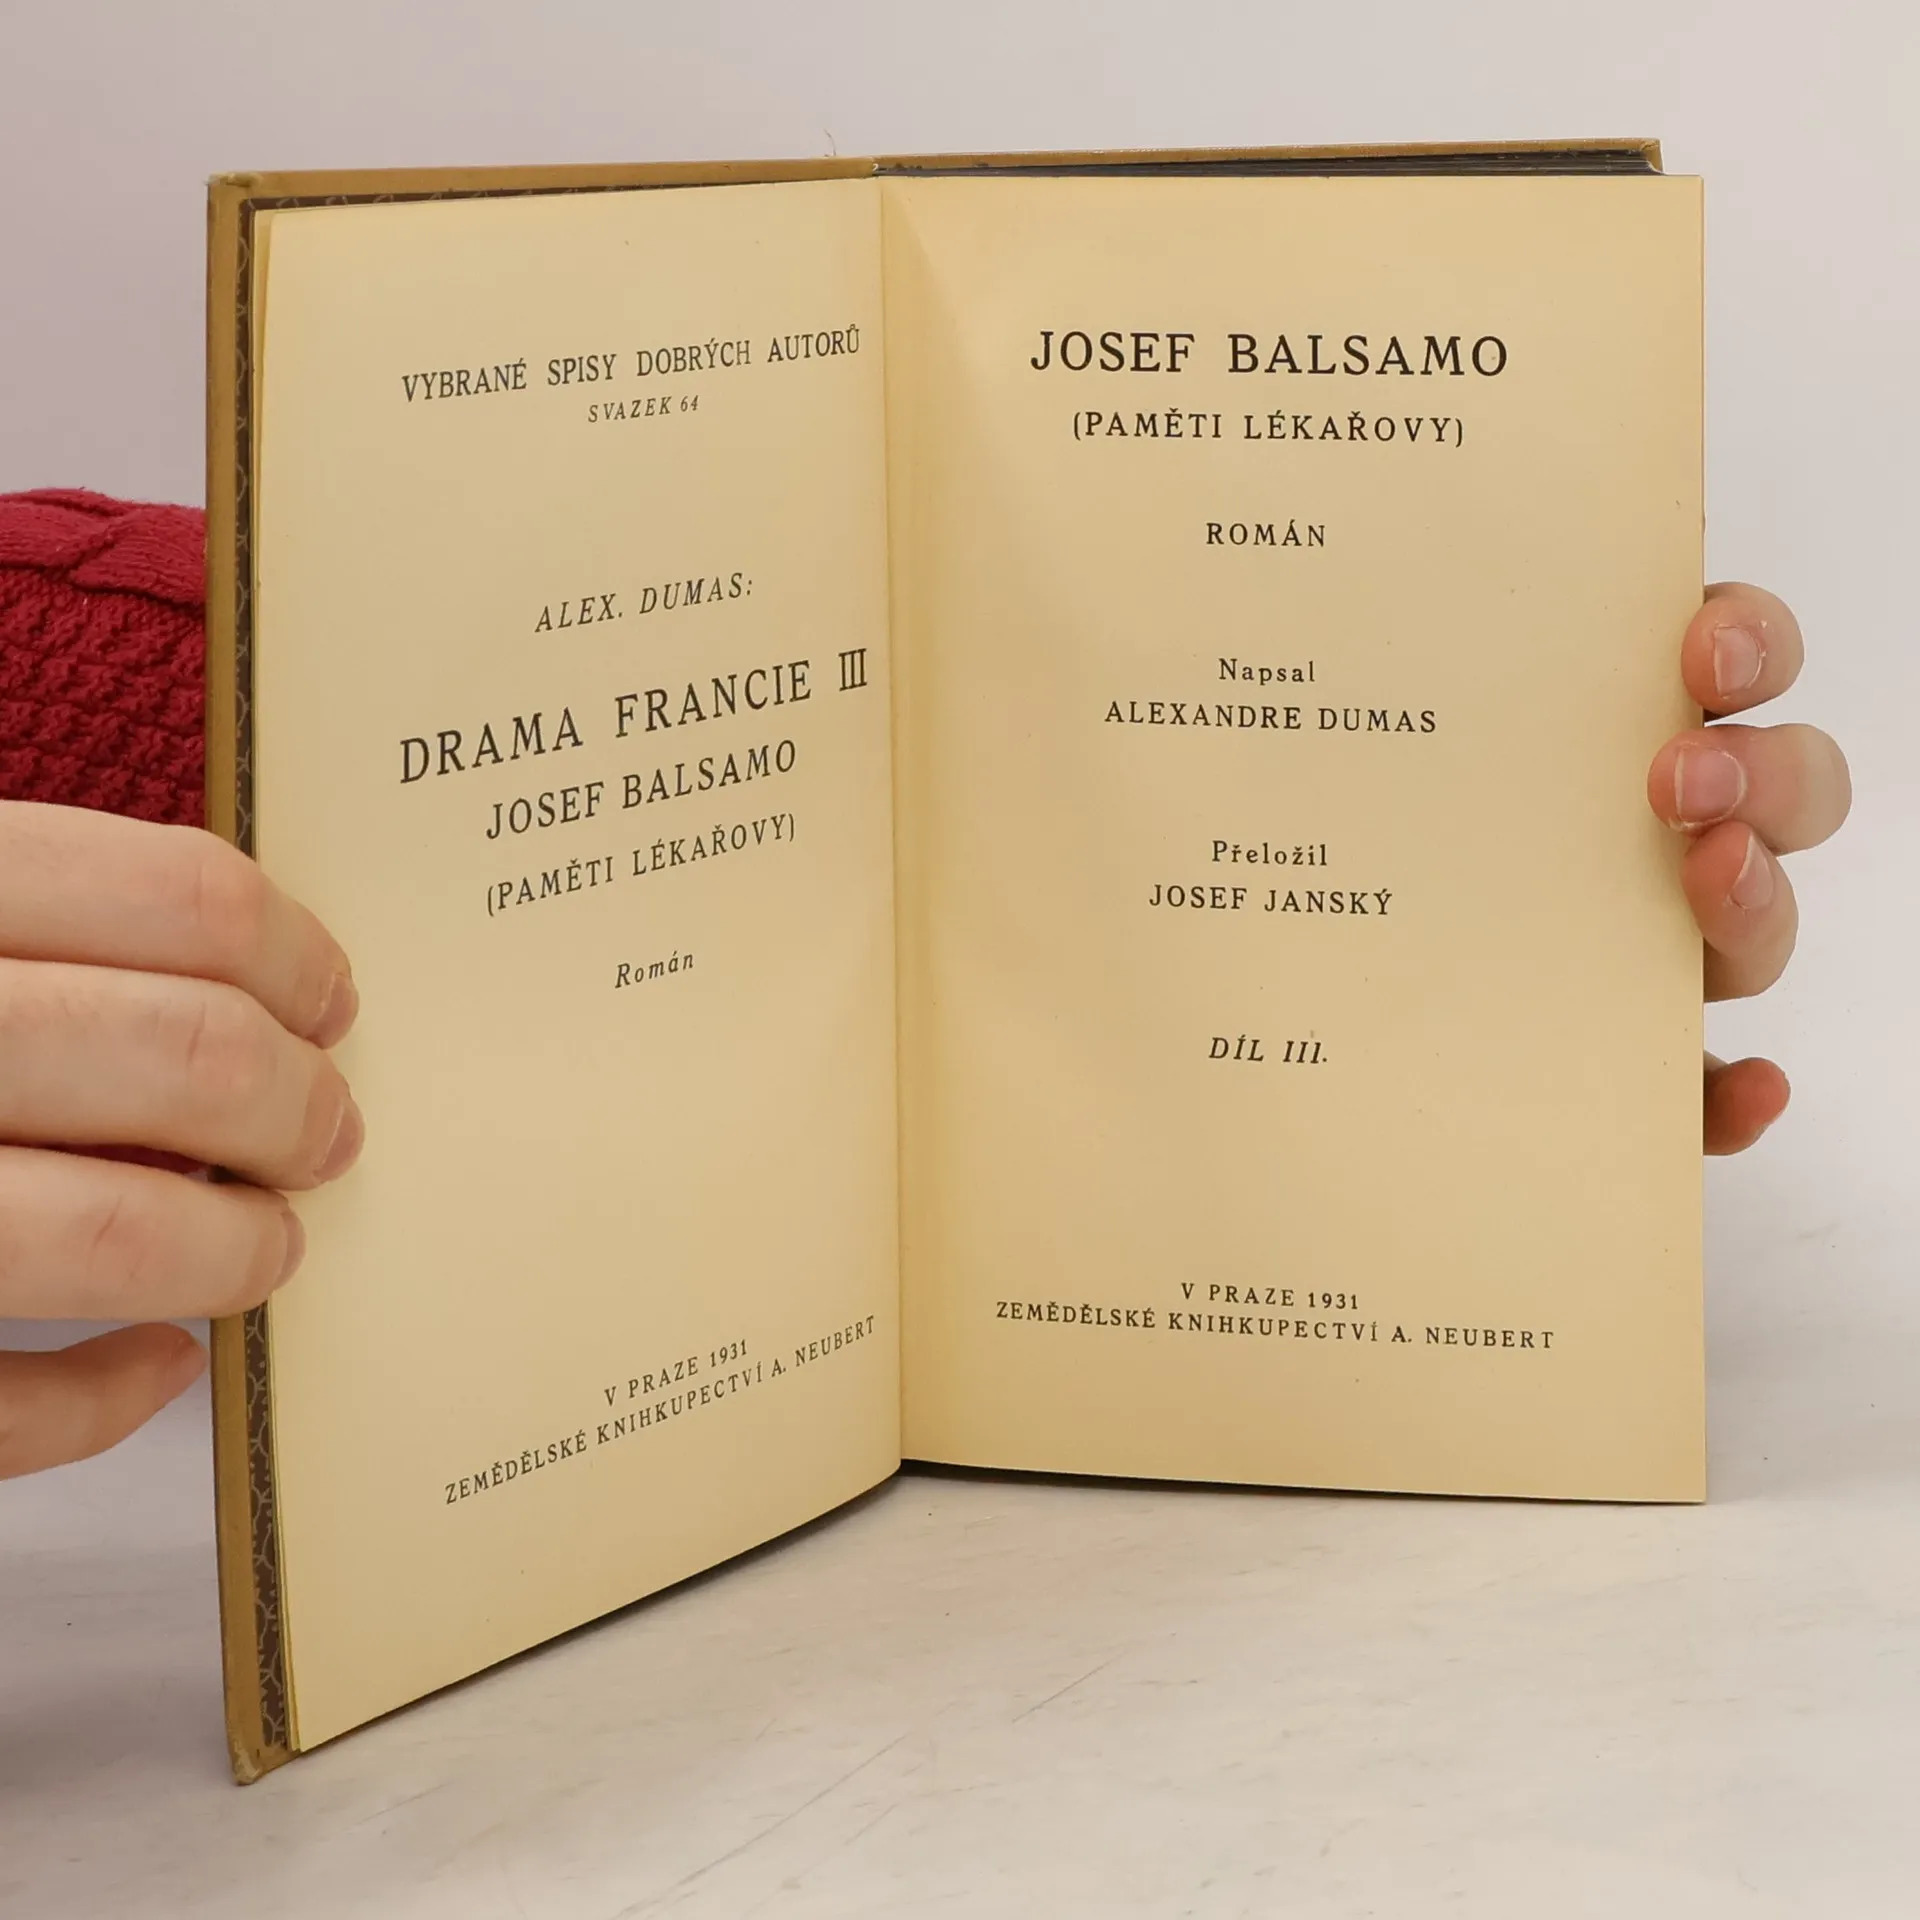 VYBRANÉ SPISY DOBRÝCH AUTORŮ
SVAZEK 64
ALEX. DUMAS:
DRAMA FRANCIE III
JOSEF BALSAMO
(PAMĚTI LÉKAŘOVY)
Román
V PRAZE 1931
ZEMĚDĚLSKÉ KNIHKUPECTVÍ A. NEUBERT
JOSEF BALSAMO
(PAMĚTI LÉKAŘOVY)
ROMÁN
Napsal
ALEXANDRE DUMAS
Přeložil
JOSEF JANSKÝ
DÍL III.
V PRAZE 1931
ZEMĚDĚLSKÉ KNIHKUPECTVÍ A. NEUBERT